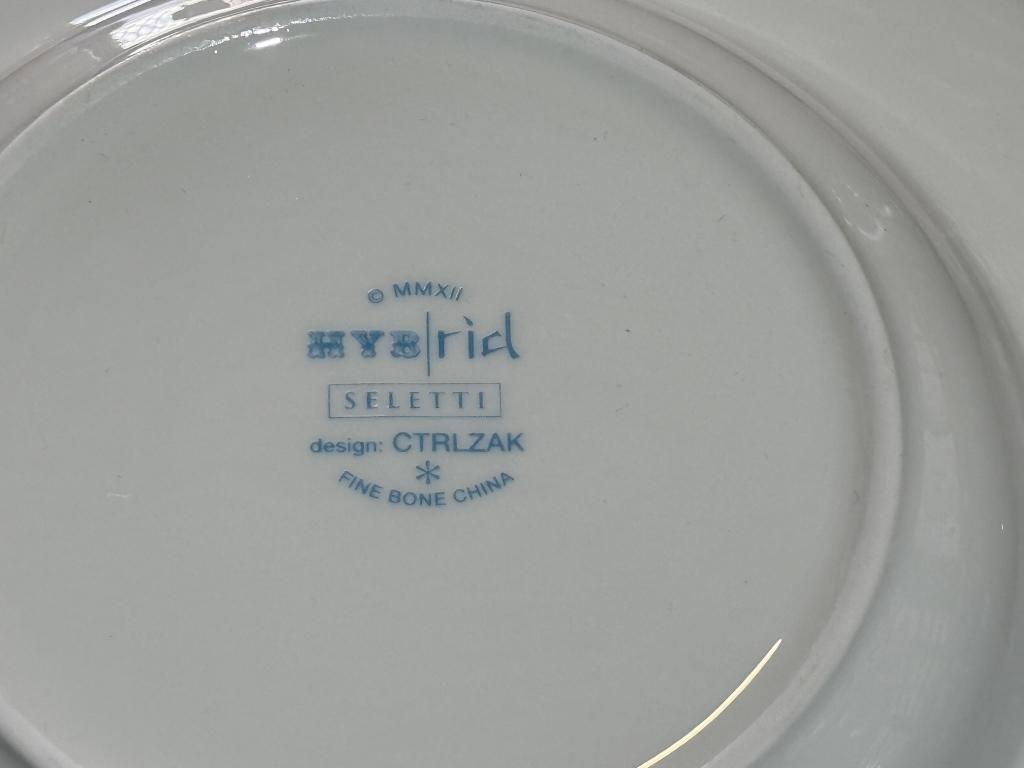 © MMXII
HYB|rid
SELETTI
design: CTRLZAK
*
FINE BONE CHINA